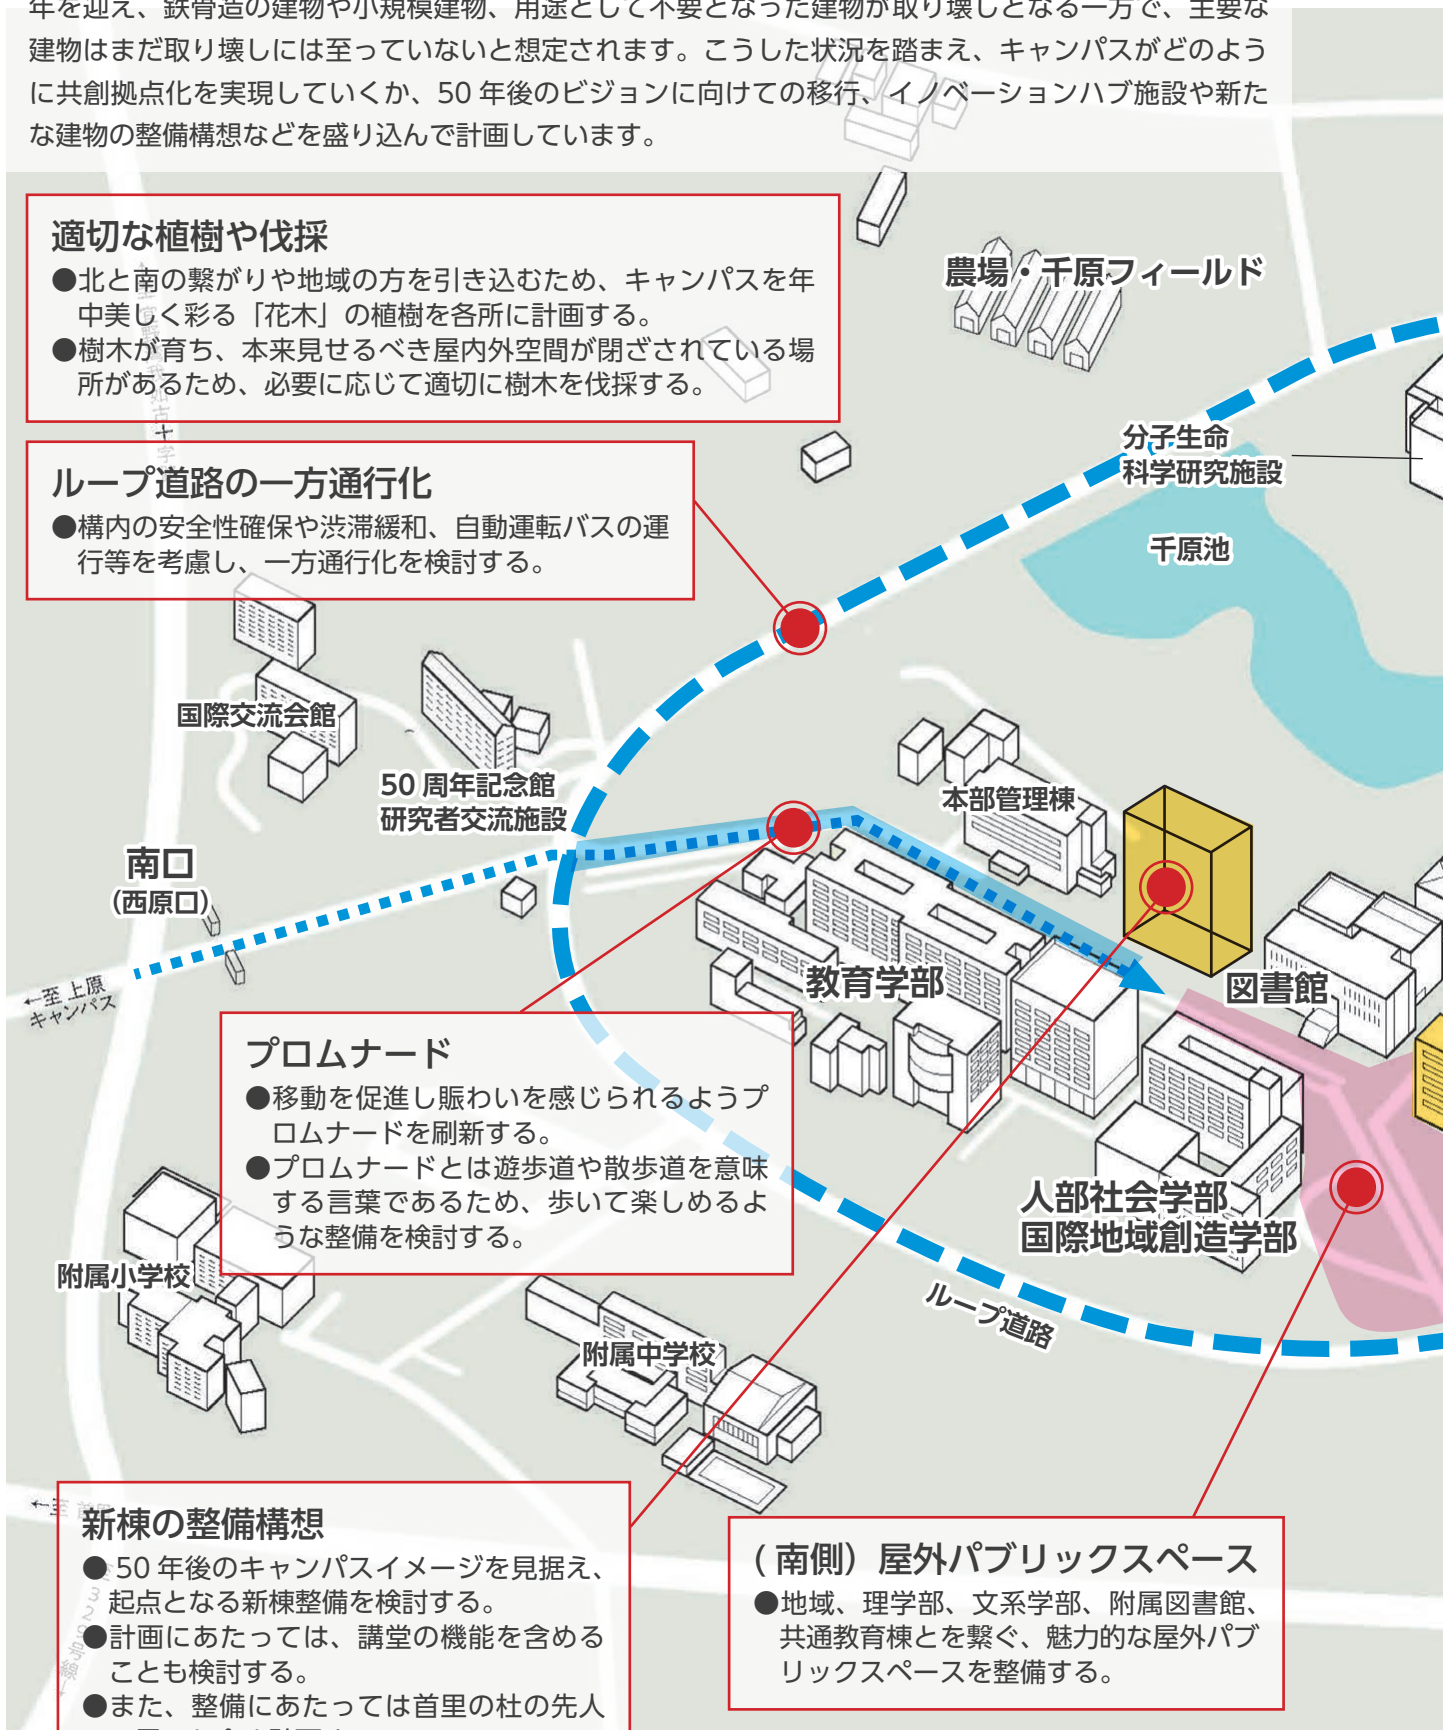 年を迎え、鉄骨造の建物や小規模建物、用途として不要となった建物が取り壊しとなる一方で、主要な
建物はまだ取り壊しには至っていないと想定されます。こうした状況を踏まえ、キャンパスがどのよう
に共創拠点化を実現していくか、50 年後のビジョンに向けての移行、イノベーションハブ施設や新た
な建物の整備構想などを盛り込んで計画しています。
適切な植樹や伐採
●北と南の繋がりや地域の方を引き込むため、キャンパスを年
中美しく彩る「花木」の植樹を各所に計画する。
●樹木が育ち、本来見せるべき屋内外空間が閉ざされている場
所があるため、必要に応じて適切に樹木を伐採する。
農場・千原フィールド
分子生命
科学研究施設
千原池
ループ道路の一方通行化
●構内の安全性確保や渋滞緩和、自動運転バスの運
行等を考慮し、一方通行化を検討する。
国際交流会館
50 周年記念館
研究者交流施設
本部管理棟
南口
(西原口)
←至 上原
キャンパス
教育学部
図書館
プロムナード
●移動を促進し賑わいを感じられるようプ
ロムナードを刷新する。
●プロムナードとは遊歩道や散歩道を意味
する言葉であるため、歩いて楽しめるよ
うな整備を検討する。
人部社会学部
国際地域創造学部
附属小学校
ループ道路
附属中学校
新棟の整備構想
●50 年後のキャンパスイメージを見据え、
起点となる新棟整備を検討する。
●計画にあたっては、講堂の機能を含める
ことも検討する。
●また、整備にあたっては首里の杜の先人
( 南側）屋外パブリックスペース
●地域、理学部、文系学部、附属図書館、
共通教育棟とを繋ぐ、魅力的な屋外パブ
リックスペースを整備する。